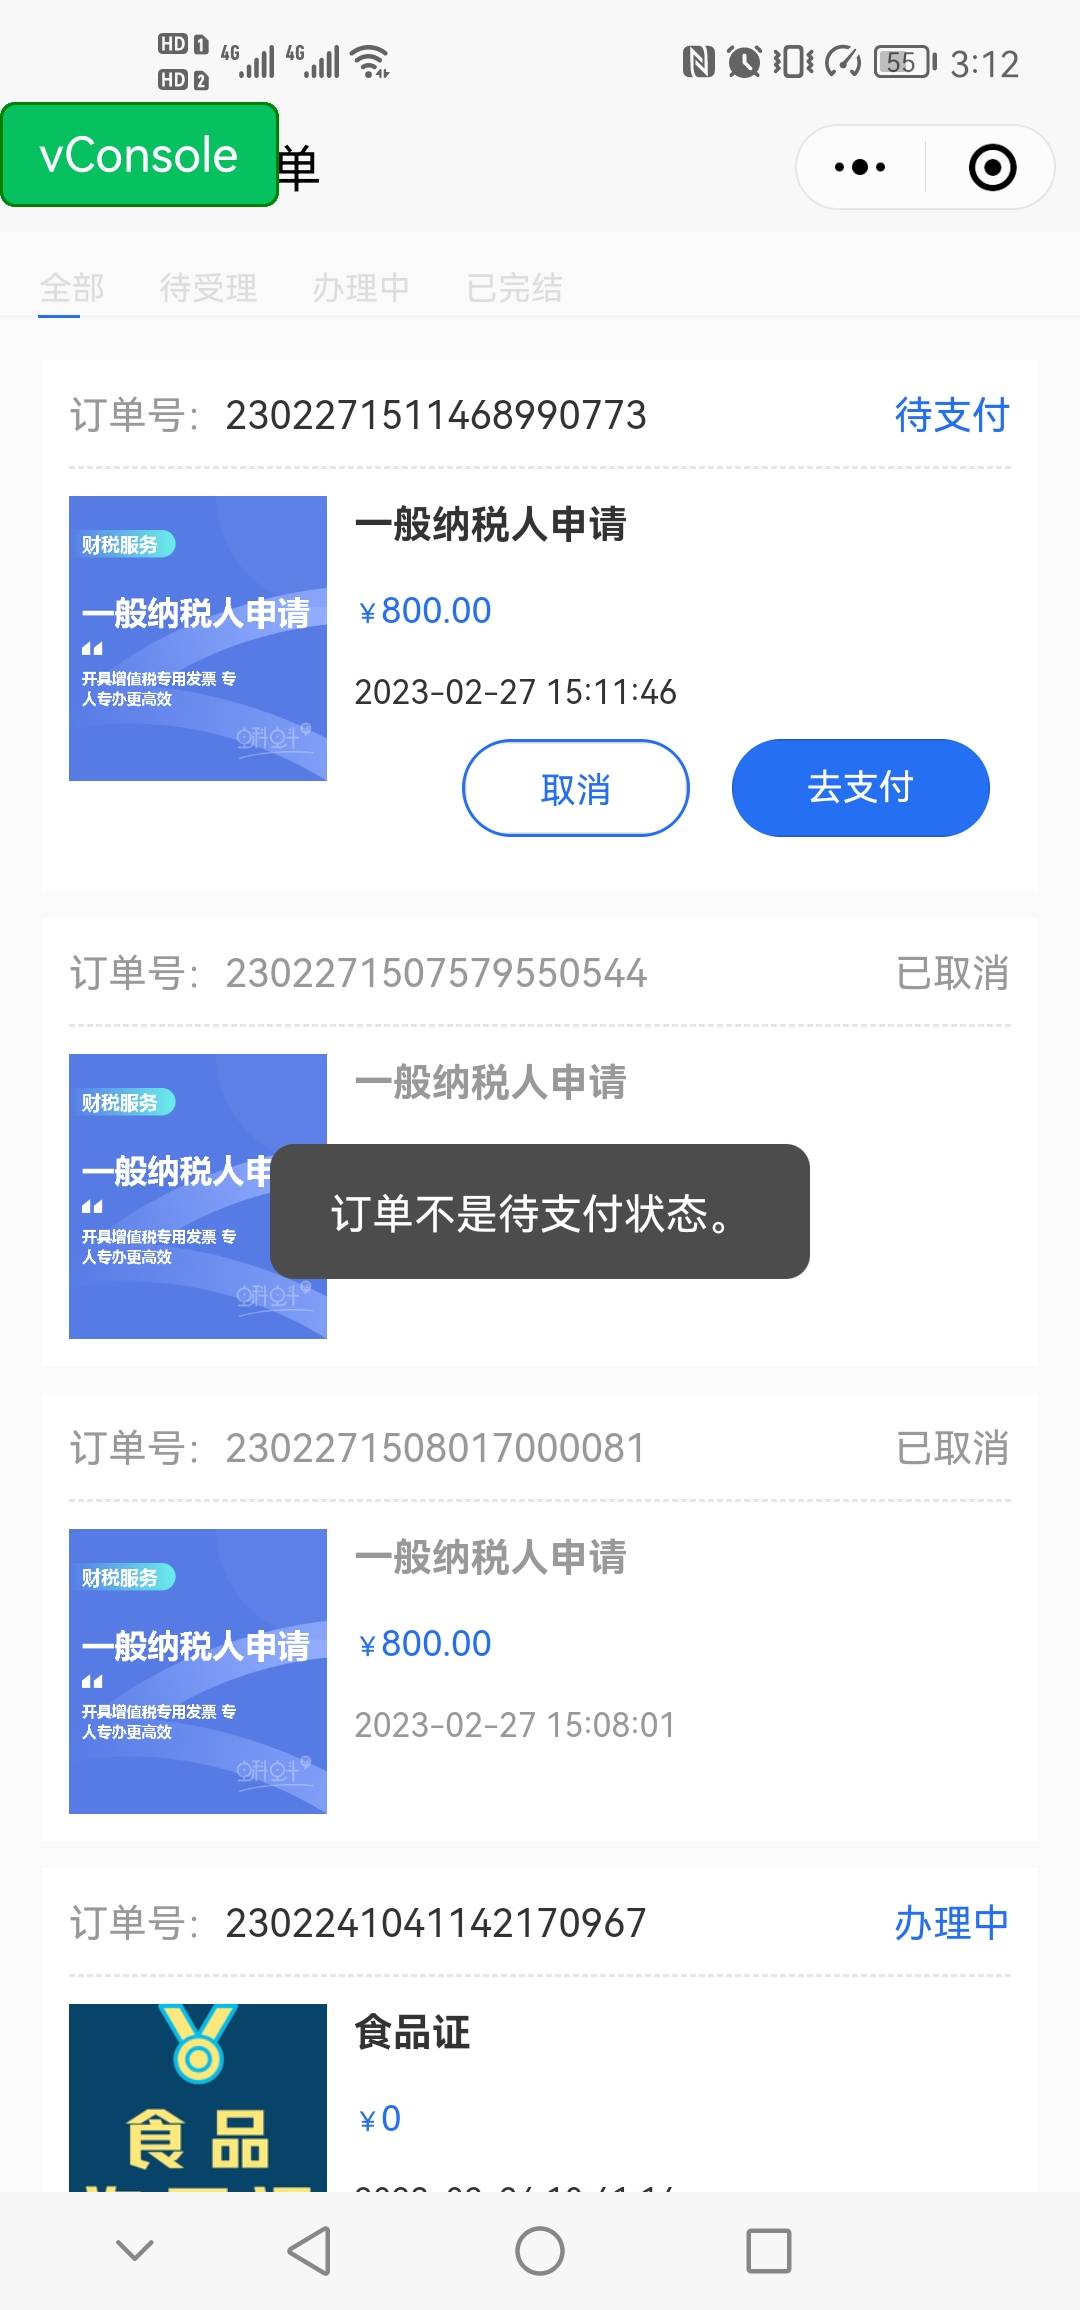 HD 1 4G 4G 55 3:12
HD 2
vConsole 单
全部 待受理 办理中 已完结
订单号： 2302271511468990773 待支付
财税服务
一般纳税人申请
开具增值税专用发票 专
人专办更高效
一般纳税人申请
¥800.00
2023-02-27 15:11:46
取消 去支付
订单号： 2302271507579550544 已取消
财税服务
一般纳税人申
开具增值税专用发票 专
人专办更高效
一般纳税人申请
订单不是待支付状态。
订单号： 2302271508017000081 已取消
财税服务
一般纳税人申请
开具增值税专用发票 专
人专办更高效
一般纳税人申请
¥800.00
2023-02-27 15:08:01
订单号： 2302241041142170967 办理中
食品
食品证
¥0